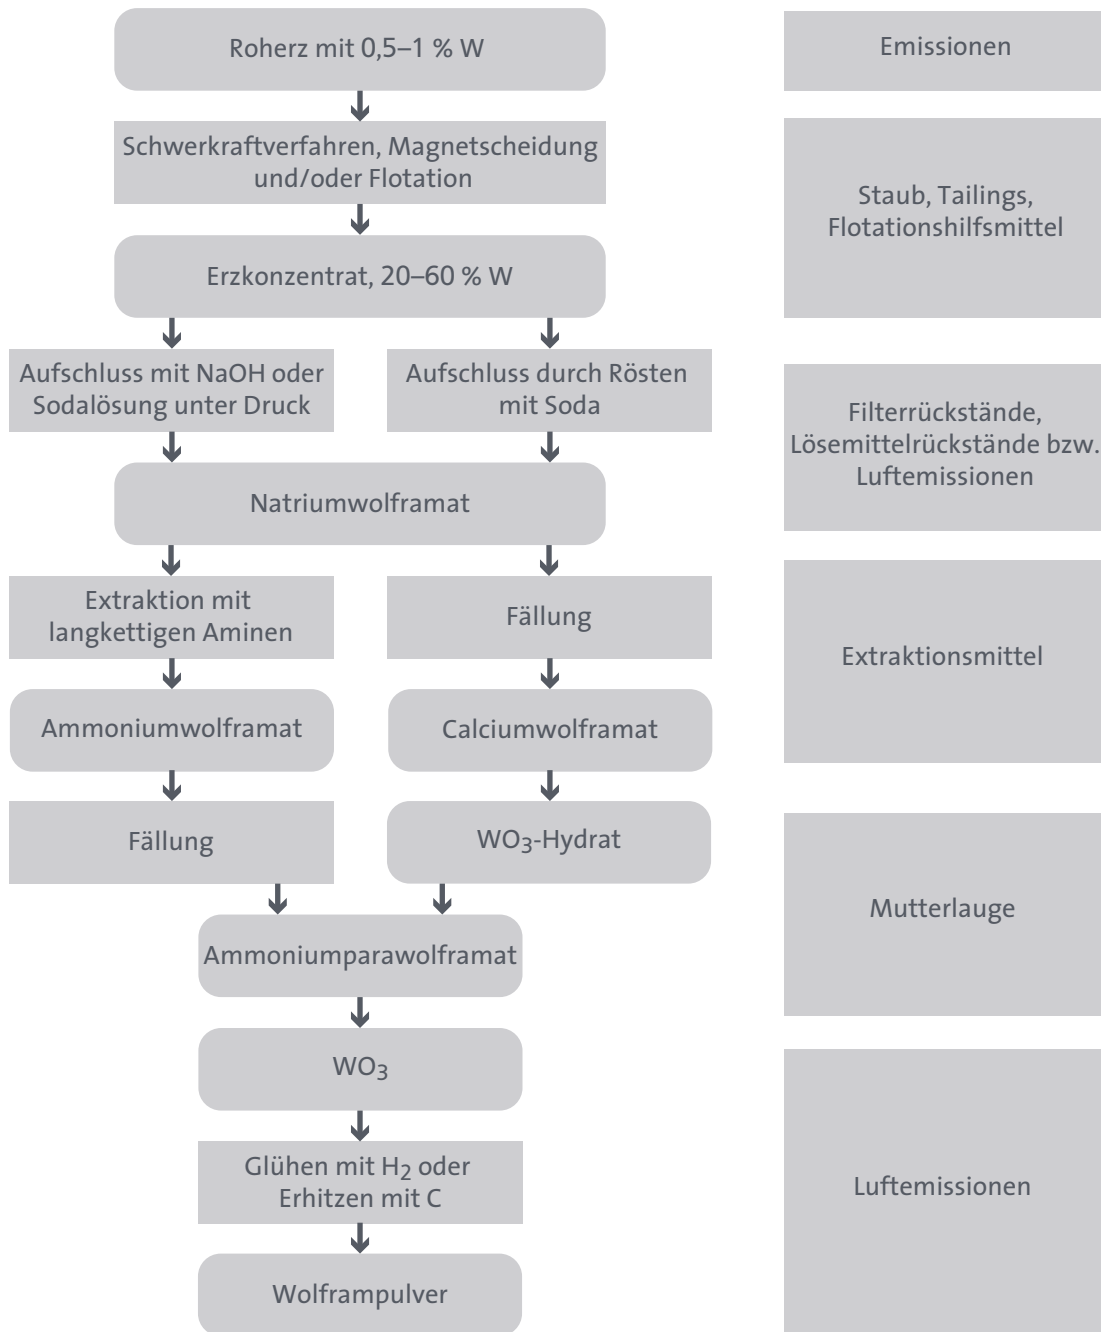 Roherz mit 0,5–1 % W
Emissionen
Schwerkraftverfahren, Magnetscheidung
und/oder Flotation
Staub, Tailings,
Flotationshilfsmittel
Erzkonzentrat, 20–60 % W
Aufschluss mit NaOH oder
Sodalösung unter Druck
Aufschluss durch Rösten
mit Soda
Filterrückstände,
Lösemittelrückstände bzw.
Luftemissionen
Natriumwolframat
Extraktion mit
langkettigen Aminen
Fällung
Extraktionsmittel
Ammoniumwolframat
Calciumwolframat
Fällung
WO3-Hydrat
Mutterlauge
Ammoniumparawolframat
WO3
Glühen mit H2 oder
Erhitzen mit C
Luftemissionen
Wolframpulver